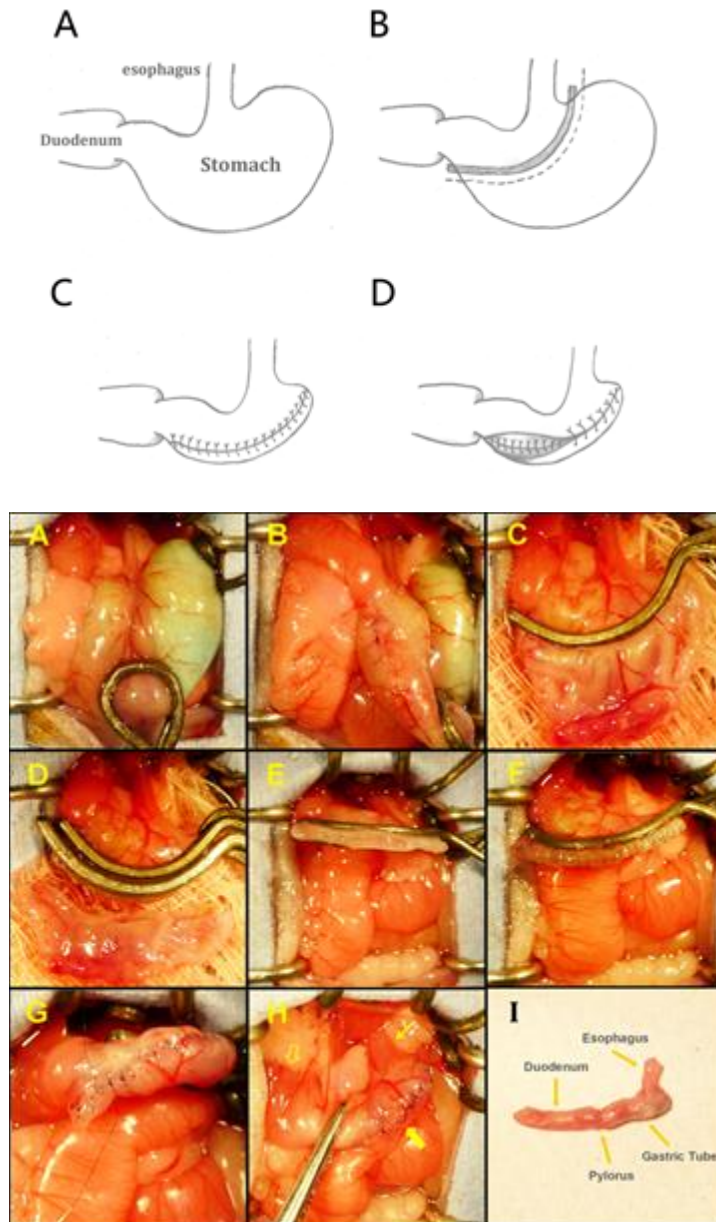 A
B
esophagus
Duodenum
Stomach
C
D
A
B
C
D
E
F
G
H
I
Esophagus
Duodenum
Gastric Tube
Pylorus